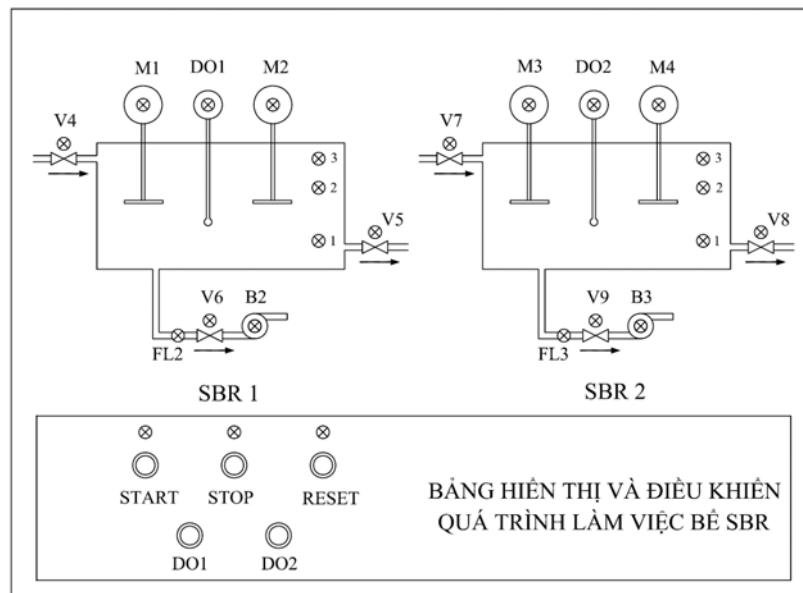 M1 DO1 M2
V4
3
2
1
V5
V6 B2
FL2
SBR 1
M3 DO2 M4
V7
3
2
1
V8
V9 B3
FL3
SBR 2
START STOP RESET
DO1 DO2
BẢNG HIỂN THỊ VÀ ĐIỀU KHIỂN
QUÁ TRÌNH LÀM VIỆC BỂ SBR